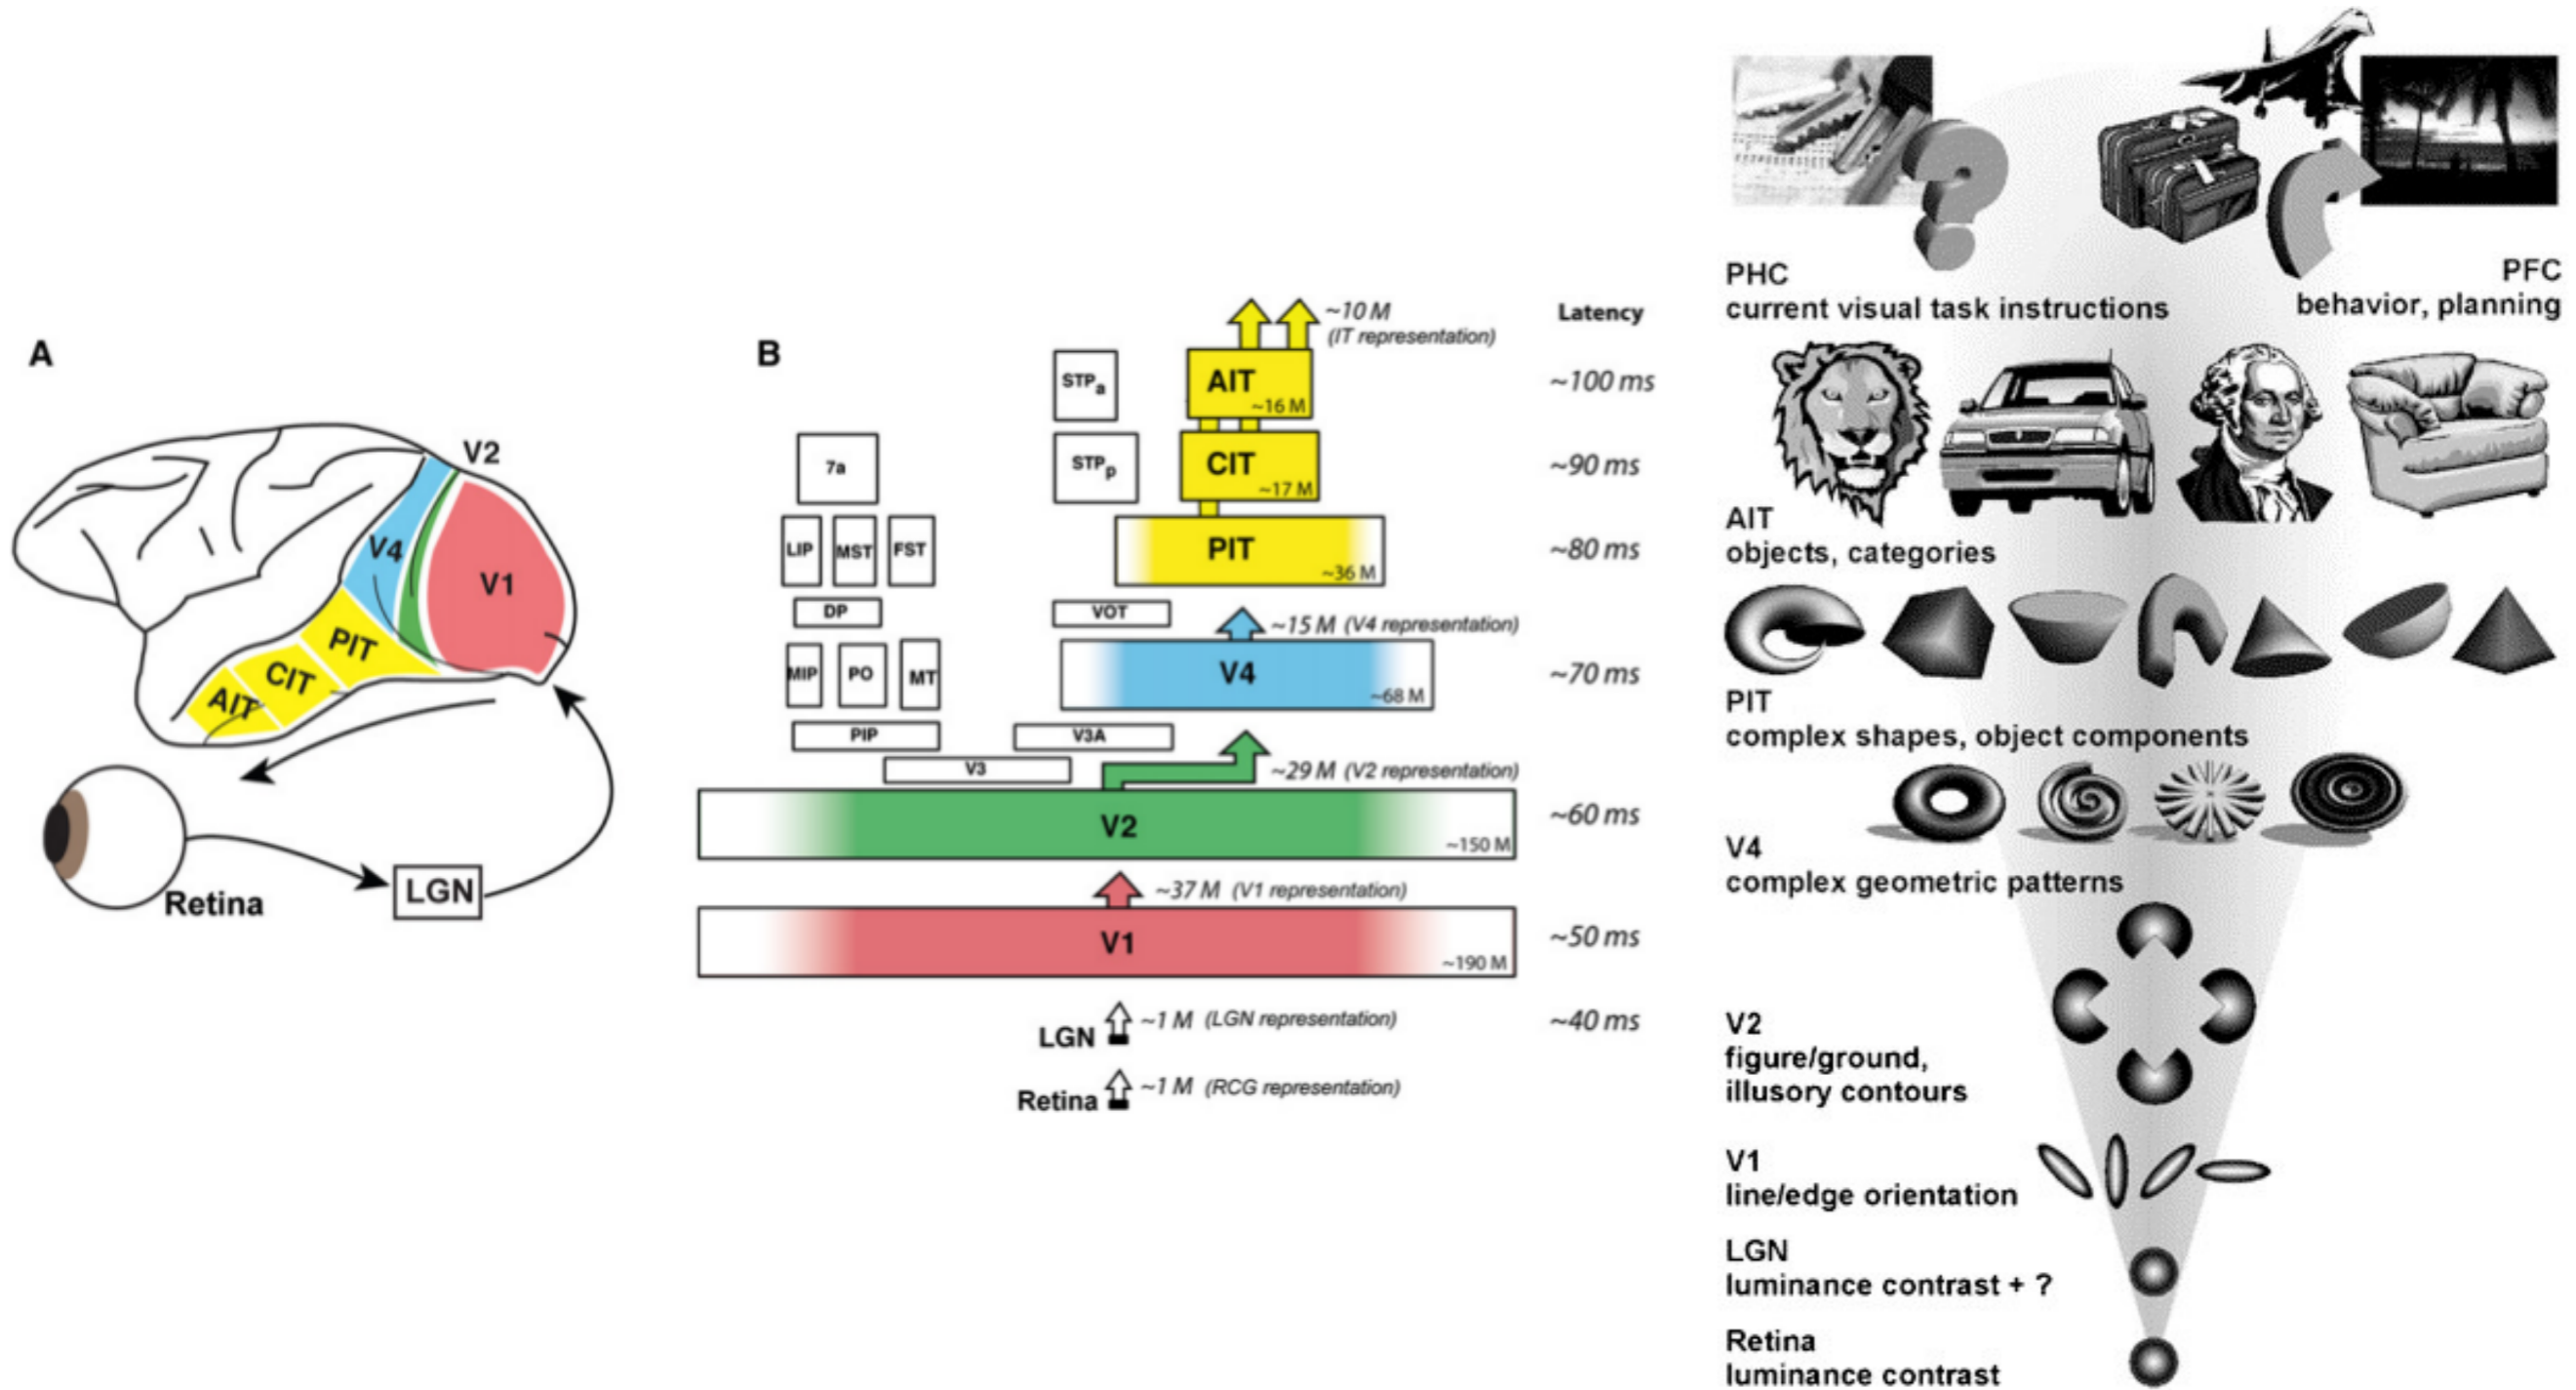 A
V2
V4
V1
PIT
CIT
AIT
Retina
LGN
B
~10 M
(IT representation)
Latency
STPa
AIT
~16 M
~100 ms
7a
STPp
CIT
~17 M
~90 ms
LIP
MST
FST
PIT
~36 M
~80 ms
DP
VOT
~15 M (V4 representation)
MIP
PO
MT
V4
~68 M
~70 ms
PIP
V3A
V3
~29 M (V2 representation)
V2
~150 M
~60 ms
~37 M (V1 representation)
V1
~190 M
~50 ms
LGN
~1 M (LGN representation)
~40 ms
Retina
~1 M (RCG representation)
PHC
current visual task instructions
PFC
behavior, planning
AIT
objects, categories
PIT
complex shapes, object components
V4
complex geometric patterns
V2
figure/ground,
illusory contours
V1
line/edge orientation
LGN
luminance contrast + ?
Retina
luminance contrast